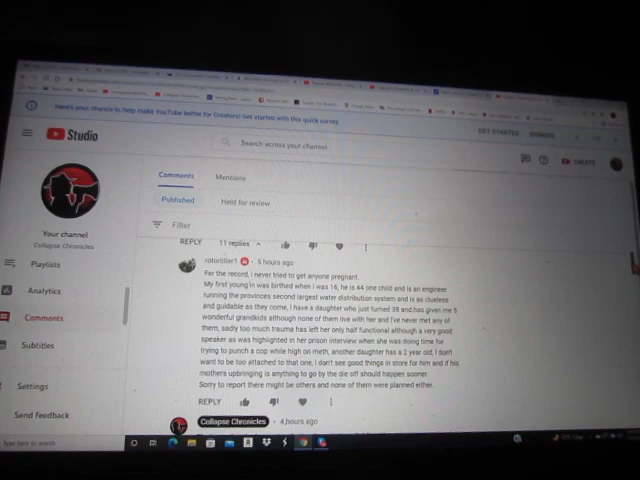 Here's your chance to help make YouTube better for Creators! Get started with this quick survey
GET STARTED
DISMISS
Studio
Search across your channel
CREATE
Your channel
Collapse Chronicles
Playlists
Analytics
Comments
Subtitles
Settings
Send feedback
Comments
Mentions
Published
Held for review
Filter
REPLY
11 replies
5 hours ago
For the record, i never tried to get anyone pregnant.
My first young'in was birthed when I was 16, he is 44 one child and is an engineer
running the provinces second largest water distribution system and is as clueless
and guidable as they come, I have a daughter who just turned 38 and has given me 5
wonderful grandkids although none of them live with her and I've never met any of
them, sadly too much trauma has left her only half functional although a very good
speaker as was highlighted in her prison interview when she was doing time for
trying to punch a cop while high on meth, another daughter has a 2 year old, I don't
want to be too attached to that one, I don't see good things in store for him and if his
mothers upbringing is anything to go by the die off should happen sooner.
Sorry to report there might be others and none of them were planned either.
REPLY
Collapse Chronicles
4 hours ago
Type here to search